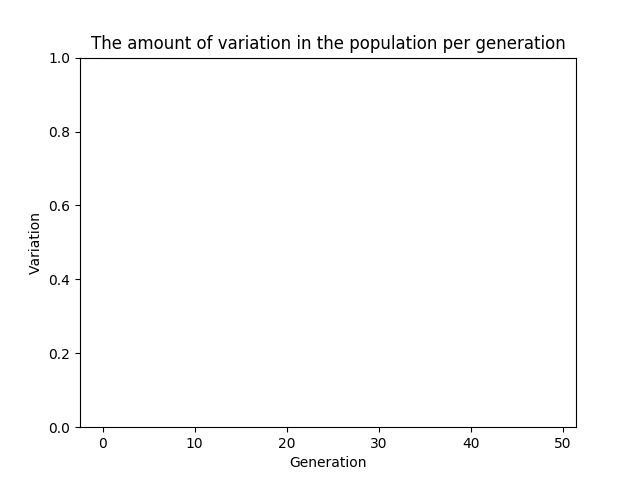 The amount of variation in the population per generation
1.0
0.8
0.6
0.4
0.2
0.0
Variation
0 10 20 30 40 50
Generation